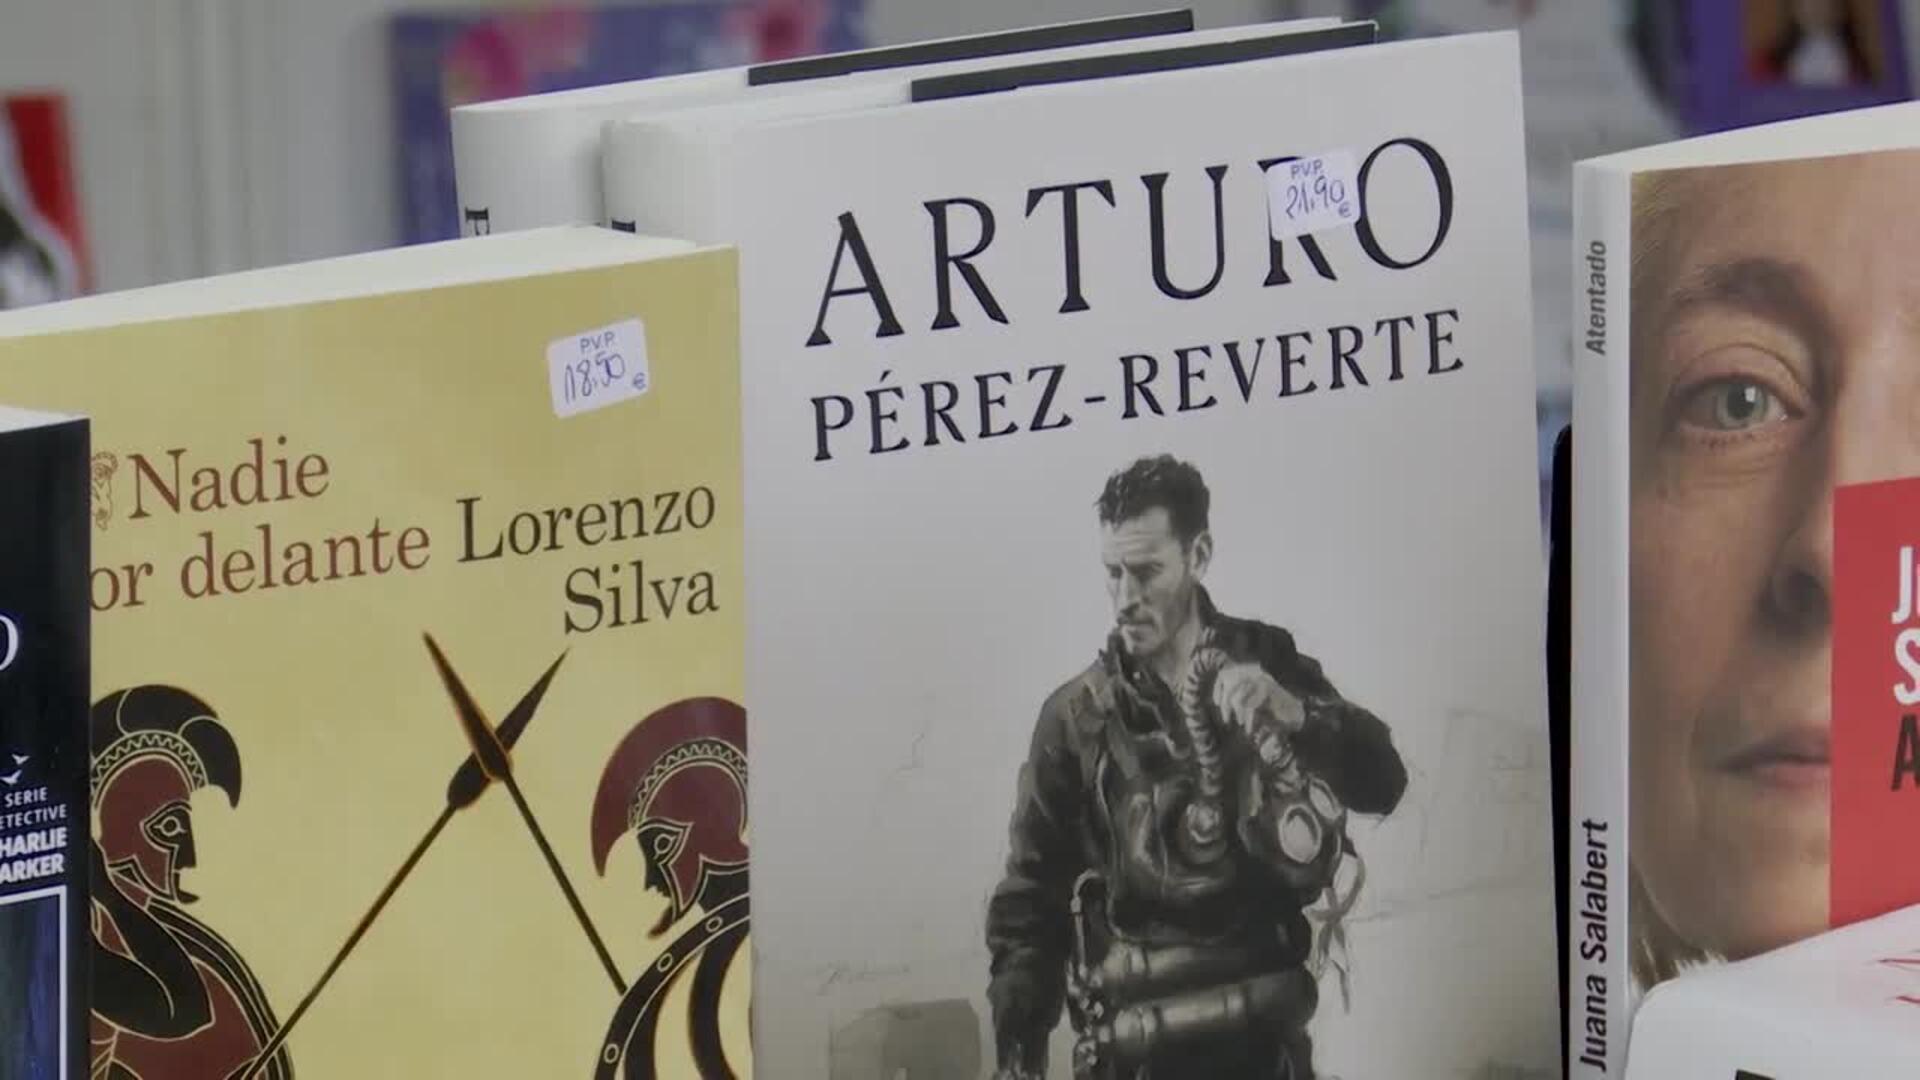 ARTURO
PÉREZ-REVERTE
P.V.P.
21,90
€
P.V.P.
18,50
€
Nadie
or delante
Lorenzo
Silva
SERIE
ETECTIVE
HARLIE
ARKER
Atentado
Juana Salabert
J
S
A